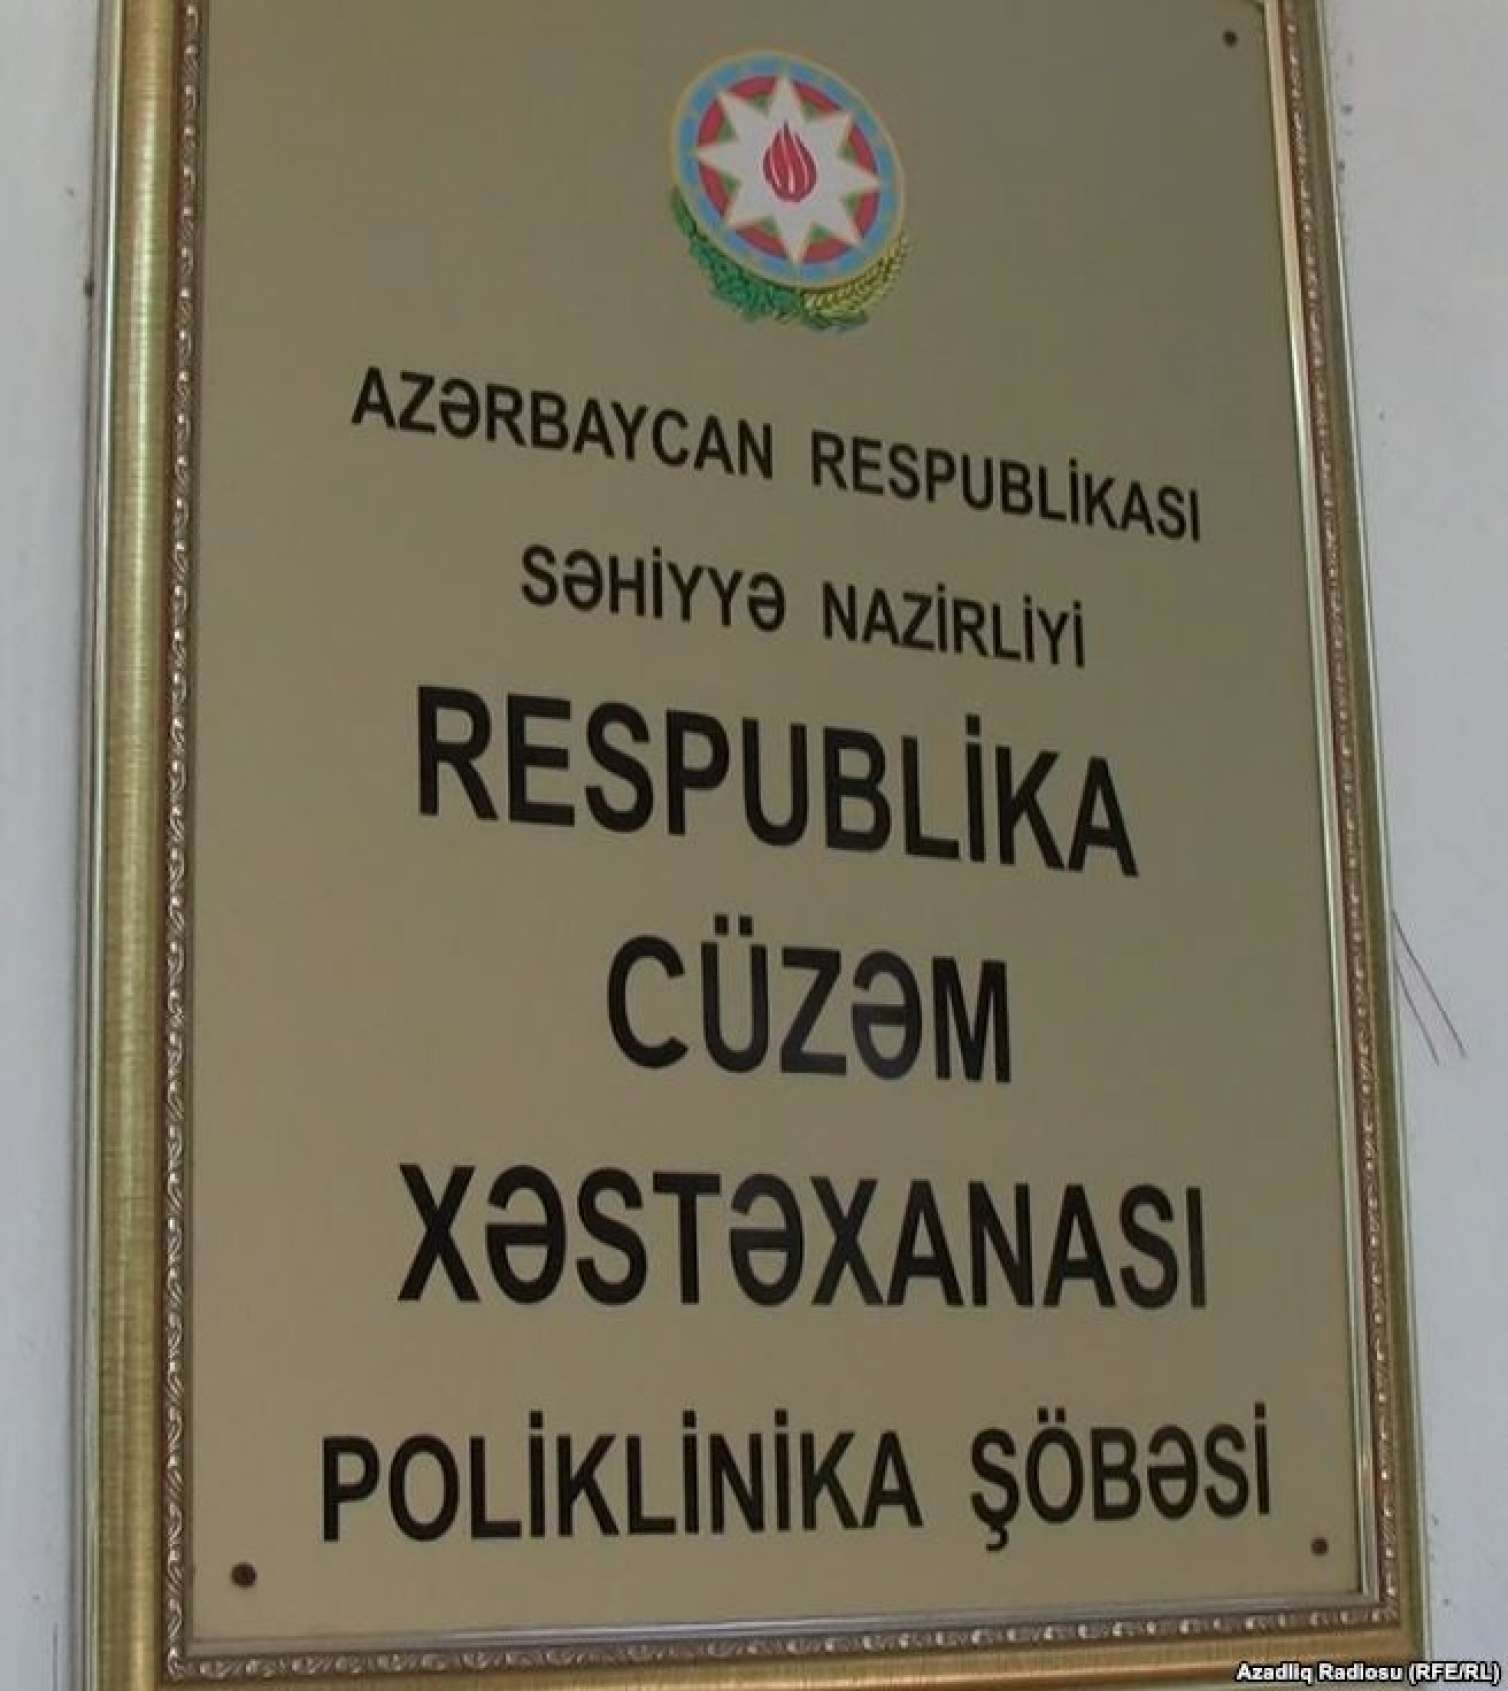 AZƏRBAYCAN RESPUBLİKASI
SƏHİYYƏ NAZİRLİYİ
RESPUBLİKA
CÜZƏM
XƏSTƏXANASI
POLİKLİNİKA ŞÖBƏSİ
Azadliq Radiosu (RFE/RL)